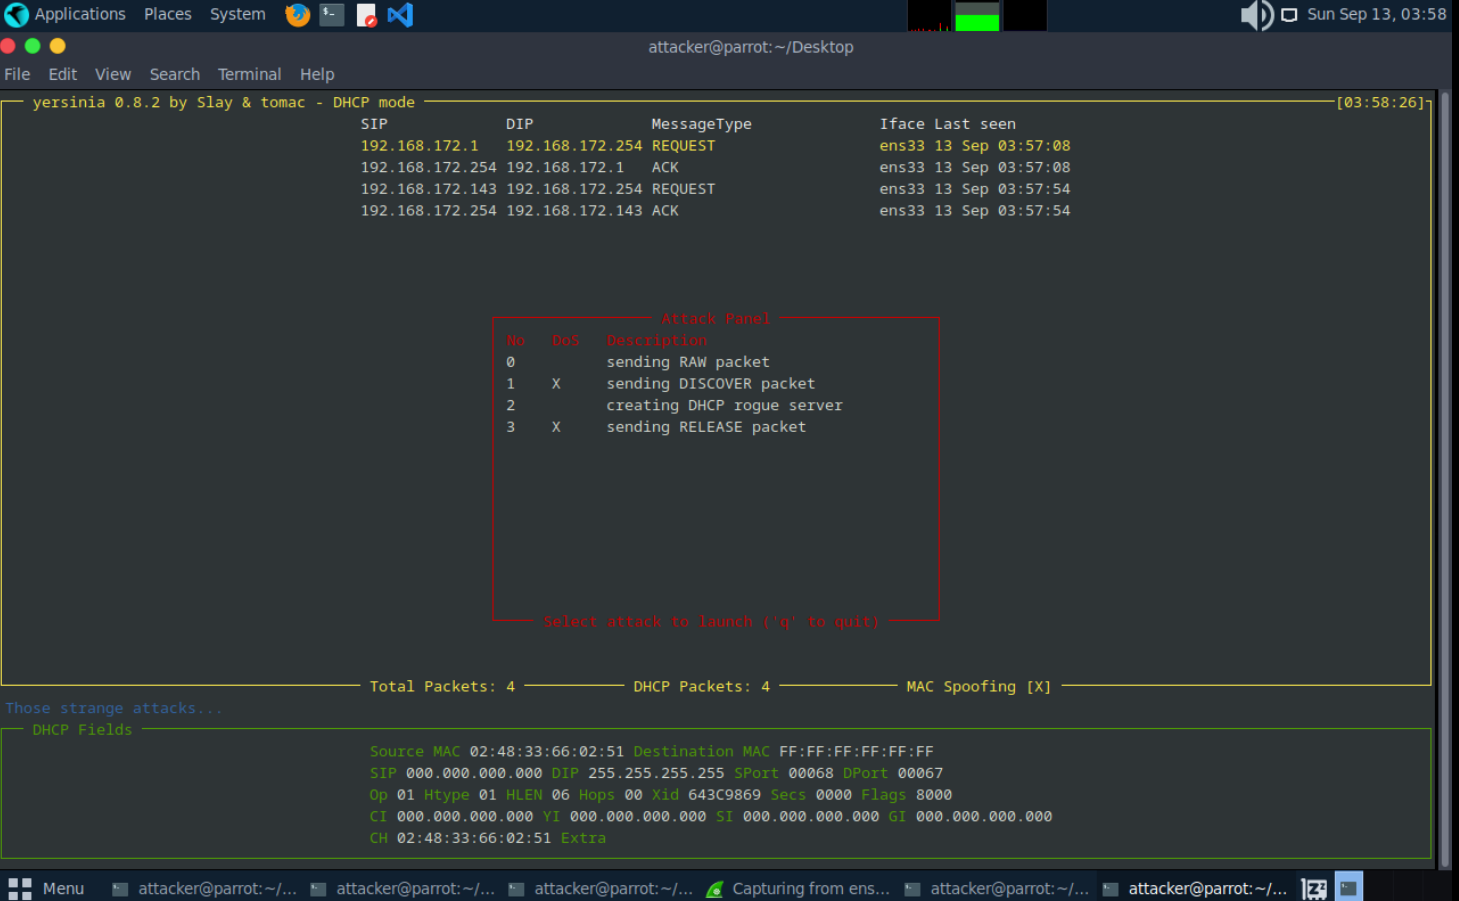 Applications Places System Sun Sep 13, 03:58
attacker@parrot:~/Desktop
File Edit View Search Terminal Help
yersinia 0.8.2 by Slay & tomac - DHCP mode [03:58:26]
SIP DIP MessageType Iface Last seen
192.168.172.1 192.168.172.254 REQUEST ens33 13 Sep 03:57:08
192.168.172.254 192.168.172.1 ACK ens33 13 Sep 03:57:08
192.168.172.143 192.168.172.254 REQUEST ens33 13 Sep 03:57:54
192.168.172.254 192.168.172.143 ACK ens33 13 Sep 03:57:54
Attack Panel
No DoS Description
0 sending RAW packet
1 X sending DISCOVER packet
2 creating DHCP rogue server
3 X sending RELEASE packet
Select attack to launch ('q' to quit)
Total Packets: 4 DHCP Packets: 4 MAC Spoofing [X]
Those strange attacks...
DHCP Fields
Source MAC 02:48:33:66:02:51 Destination MAC FF:FF:FF:FF:FF:FF
SIP 000.000.000.000 DIP 255.255.255.255 SPort 00068 DPort 00067
Op 01 Htype 01 HLEN 06 Hops 00 Xid 643C9869 Secs 0000 Flags 8000
CI 000.000.000.000 YI 000.000.000.000 SI 000.000.000.000 GI 000.000.000.000
CH 02:48:33:66:02:51 Extra
Menu attacker@parrot:~/... attacker@parrot:~/... attacker@parrot:~/... Capturing from ens... attacker@parrot:~/... attacker@parrot:~/...